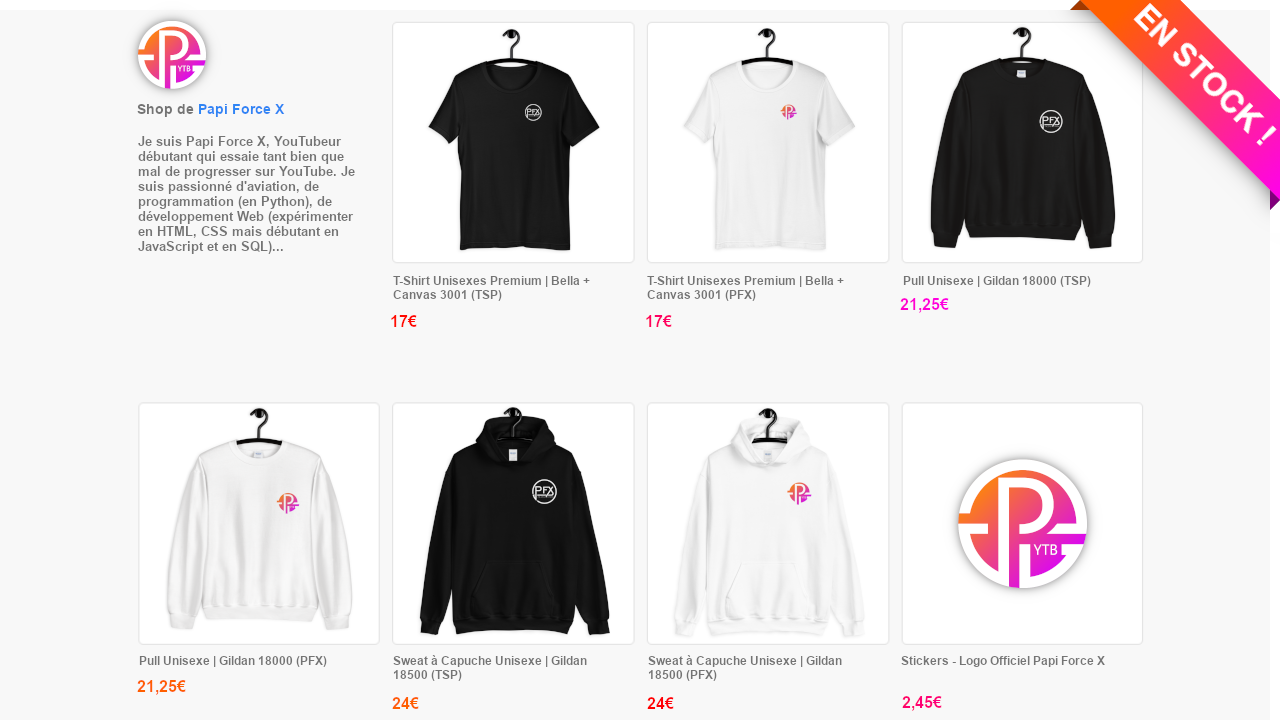 EN STOCK !
YTB
Shop de Papi Force X
Je suis Papi Force X, YouTubeur
débutant qui essaie tant bien que
mal de progresser sur YouTube. Je
suis passionné d'aviation, de
programmation (en Python), de
développement Web (expérimenter
en HTML, CSS mais débutant en
JavaScript et en SQL)...
PFX
T-Shirt Unisexes Premium | Bella +
Canvas 3001 (TSP)
17€
T-Shirt Unisexes Premium | Bella +
Canvas 3001 (PFX)
17€
PFX
Pull Unisexe | Gildan 18000 (TSP)
21,25€
Pull Unisexe | Gildan 18000 (PFX)
21,25€
PFX
Sweat à Capuche Unisexe | Gildan
18500 (TSP)
24€
Sweat à Capuche Unisexe | Gildan
18500 (PFX)
24€
YTB
Stickers - Logo Officiel Papi Force X
2,45€